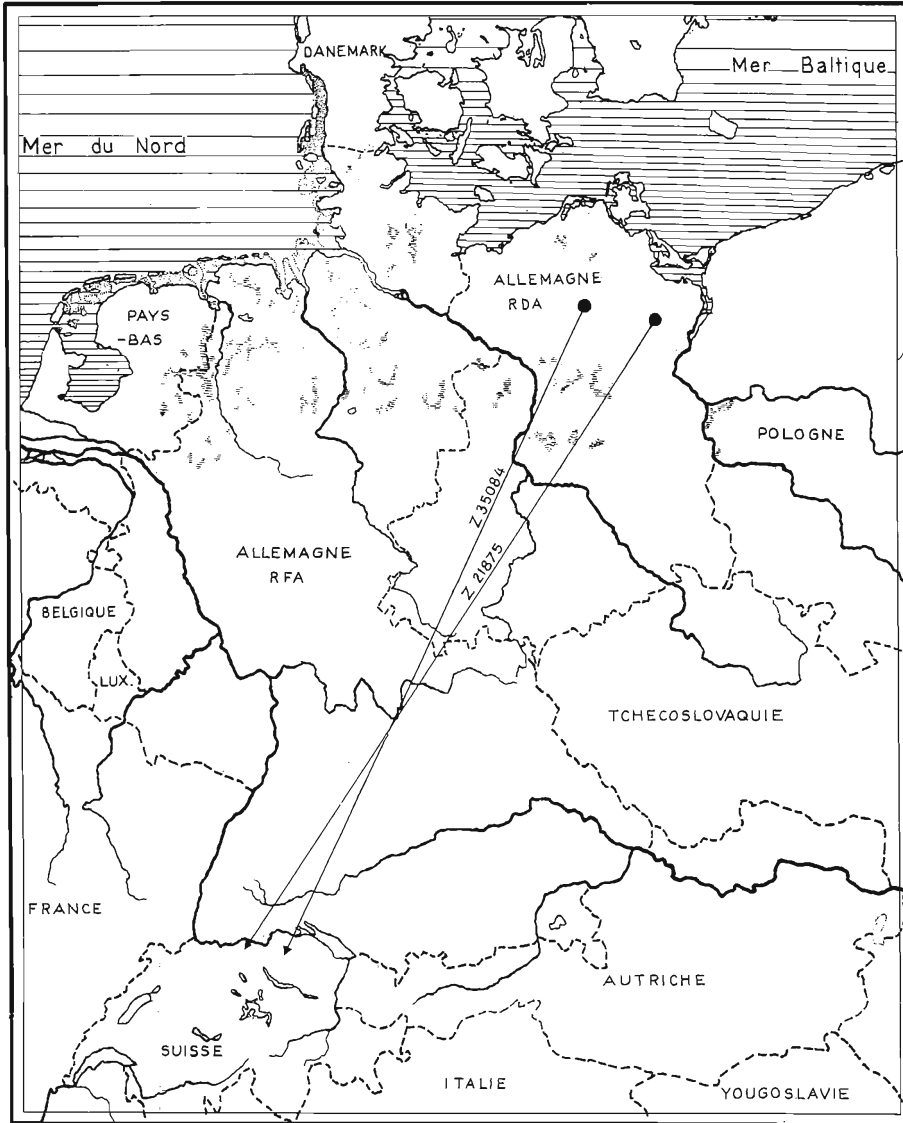 DANEMARK
Mer Baltique
Mer du Nord
ALLEMAGNE
RDA
PAYS
-BAS
POLOGNE
Z.35084
Z.21875
ALLEMAGNE
RFA
BELGIQUE
LUX.
TCHECOSLOVAQUIE
FRANCE
AUTRICHE
SUISSE
ITALIE
YOUGOSLAVIE